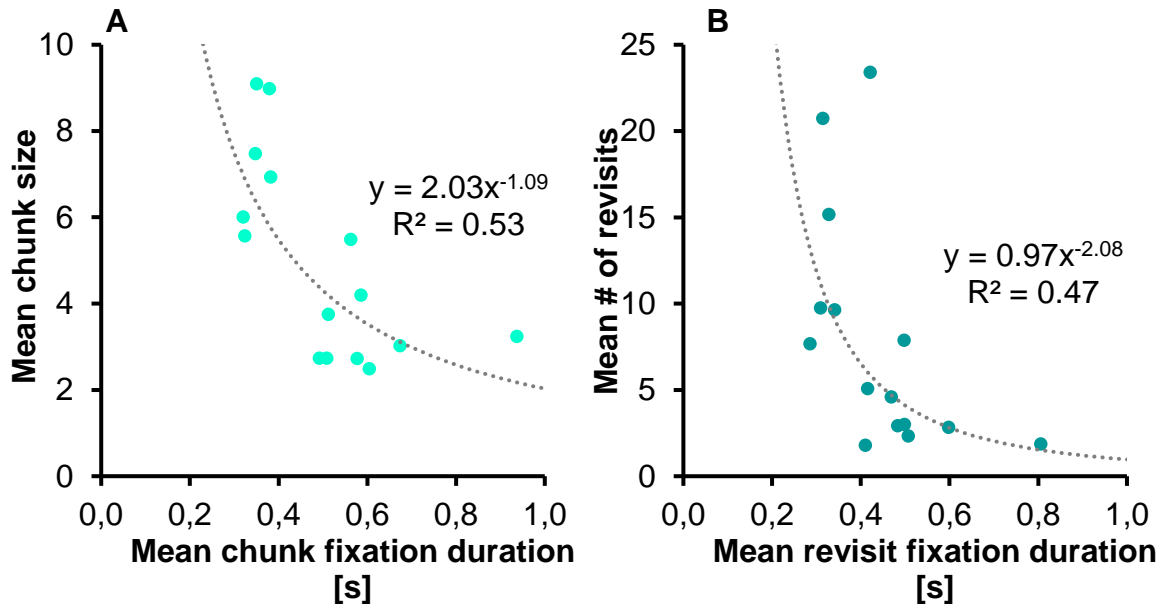 A
Mean chunk size
10
8
6
4
2
0
y = 2.03x^-1.09
R² = 0.53
0,0 0,2 0,4 0,6 0,8 1,0
Mean chunk fixation duration
[s]
B
Mean # of revisits
25
20
15
10
5
0
y = 0.97x^-2.08
R² = 0.47
0,0 0,2 0,4 0,6 0,8 1,0
Mean revisit fixation duration
[s]